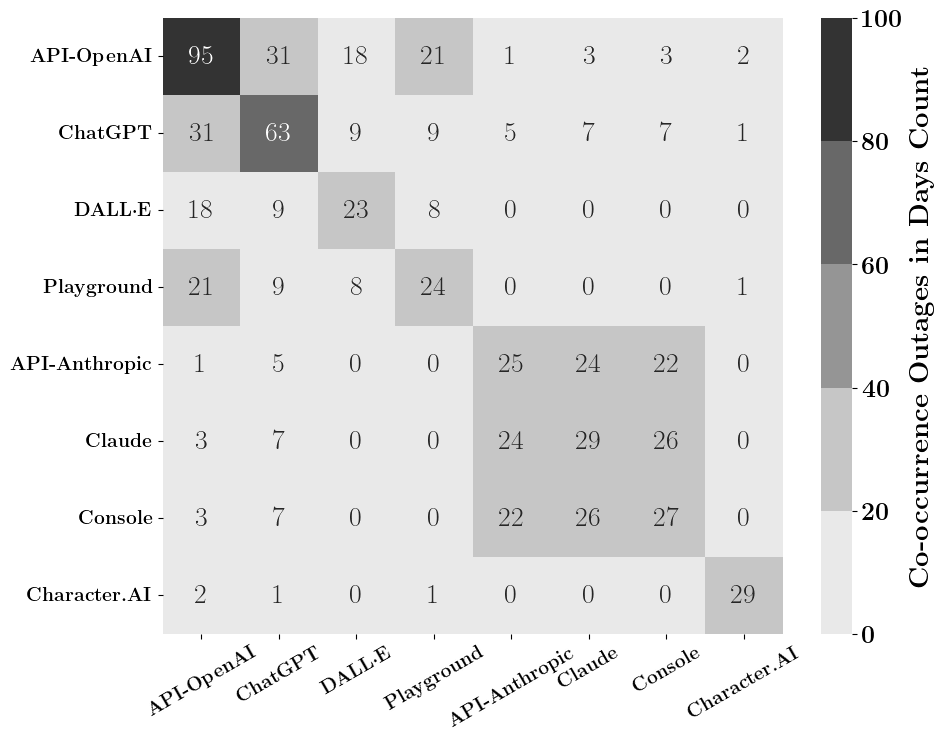 API-OpenAI 95 31 18 21 1 3 3 2
ChatGPT 31 63 9 9 5 7 7 1
DALL·E 18 9 23 8 0 0 0 0
Playground 21 9 8 24 0 0 0 1
API-Anthropic 1 5 0 0 25 24 22 0
Claude 3 7 0 0 24 29 26 0
Console 3 7 0 0 22 26 27 0
Character.AI 2 1 0 1 0 0 0 29
API-OpenAI ChatGPT DALL·E Playground API-Anthropic Claude Console Character.AI
100
80
60
40
20
0
Co-occurrence Outages in Days Count